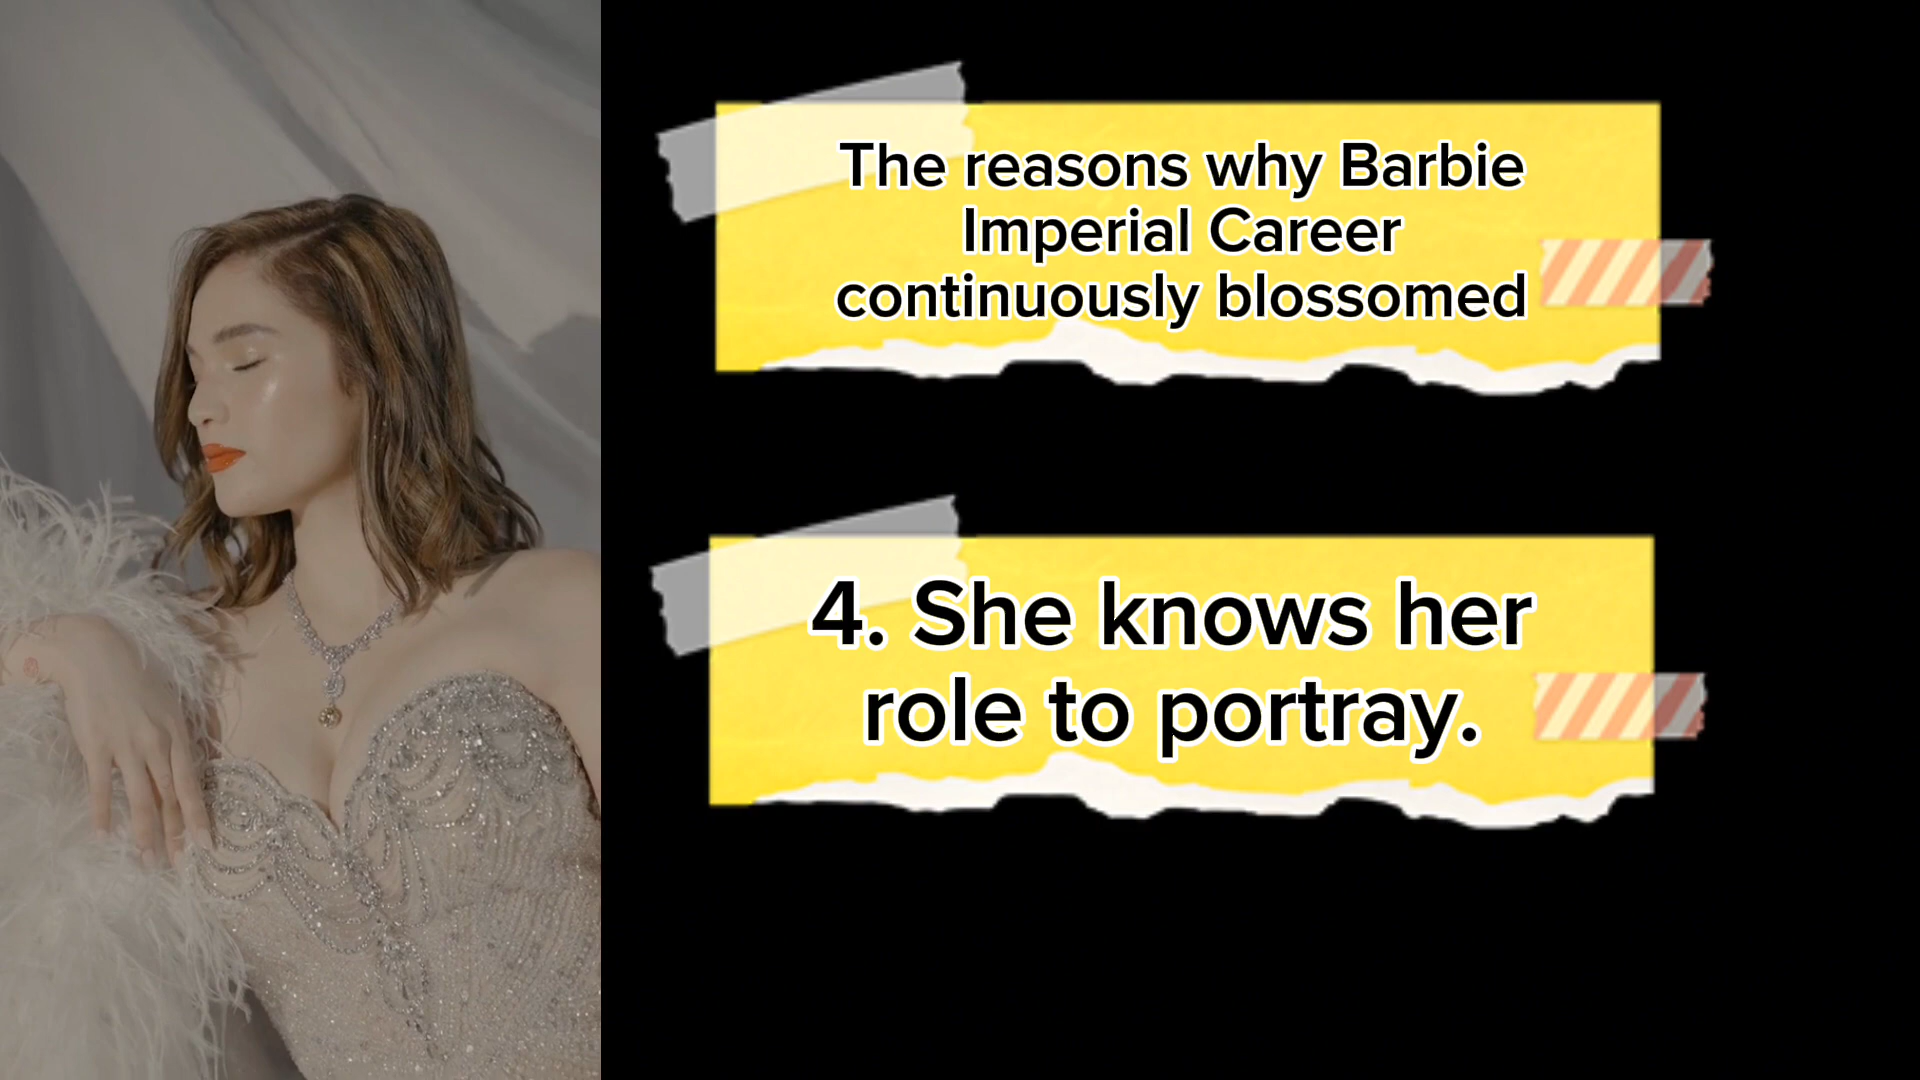 The reasons why Barbie
Imperial Career
continuously blossomed
4. She knows her
role to portray.